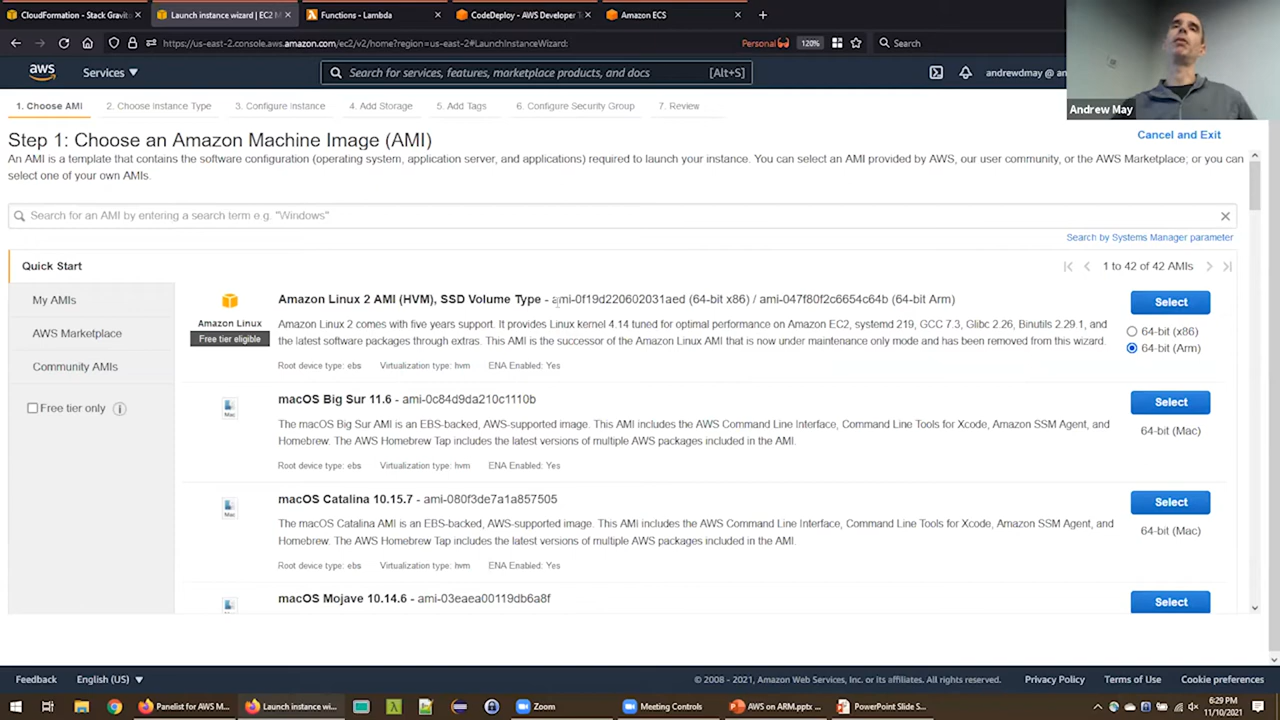 CloudFormation - Stack Gravit
Launch instance wizard | EC2 M
Functions - Lambda
CodeDeploy - AWS Developer T
Amazon ECS
https://us-east-2.console.aws.amazon.com/ec2/v2/home?region=us-east-2#LaunchInstanceWizard:
Personal
120%
Search
aws
Services
Search for services, features, marketplace products, and docs
[Alt+S]
andrewdmay @ an
Andrew May
1. Choose AMI
2. Choose Instance Type
3. Configure Instance
4. Add Storage
5. Add Tags
6. Configure Security Group
7. Review
Step 1: Choose an Amazon Machine Image (AMI)
Cancel and Exit
An AMI is a template that contains the software configuration (operating system, application server, and applications) required to launch your instance. You can select an AMI provided by AWS, our user community, or the AWS Marketplace; or you can
select one of your own AMIs.
Search for an AMI by entering a search term e.g. "Windows"
Search by Systems Manager parameter
Quick Start
1 to 42 of 42 AMIs
My AMIs
AWS Marketplace
Community AMIs
Free tier only
Amazon Linux
Free tier eligible
Amazon Linux 2 AMI (HVM), SSD Volume Type - ami-0f19d220602031aed (64-bit x86) / ami-047f80f2c6654c64b (64-bit Arm)
Amazon Linux 2 comes with five years support. It provides Linux kernel 4.14 tuned for optimal performance on Amazon EC2, systemd 219, GCC 7.3, Glibc 2.26, Binutils 2.29.1, and
the latest software packages through extras. This AMI is the successor of the Amazon Linux AMI that is now under maintenance only mode and has been removed from this wizard.
Root device type: ebs
Virtualization type: hvm
ENA Enabled: Yes
Select
64-bit (x86)
64-bit (Arm)
Mac
macOS Big Sur 11.6 - ami-0c84d9da210c1110b
The macOS Big Sur AMI is an EBS-backed, AWS-supported image. This AMI includes the AWS Command Line Interface, Command Line Tools for Xcode, Amazon SSM Agent, and
Homebrew. The AWS Homebrew Tap includes the latest versions of multiple AWS packages included in the AMI.
Root device type: ebs
Virtualization type: hvm
ENA Enabled: Yes
Select
64-bit (Mac)
Mac
macOS Catalina 10.15.7 - ami-080f3de7a1a857505
The macOS Catalina AMI is an EBS-backed, AWS-supported image. This AMI includes the AWS Command Line Interface, Command Line Tools for Xcode, Amazon SSM Agent, and
Homebrew. The AWS Homebrew Tap includes the latest versions of multiple AWS packages included in the AMI.
Root device type: ebs
Virtualization type: hvm
ENA Enabled: Yes
Select
64-bit (Mac)
macOS Mojave 10.14.6 - ami-03eaea00119db6a8f
Select
Feedback
English (US)
© 2008 - 2021, Amazon Web Services, Inc. or its affiliates. All rights reserved.
Privacy Policy
Terms of Use
Cookie preferences
Panelist for AWS M...
Launch instance wi...
Zoom
Meeting Controls
AWS on ARM.pptx ...
PowerPoint Slide S...
6:29 PM
11/10/2021